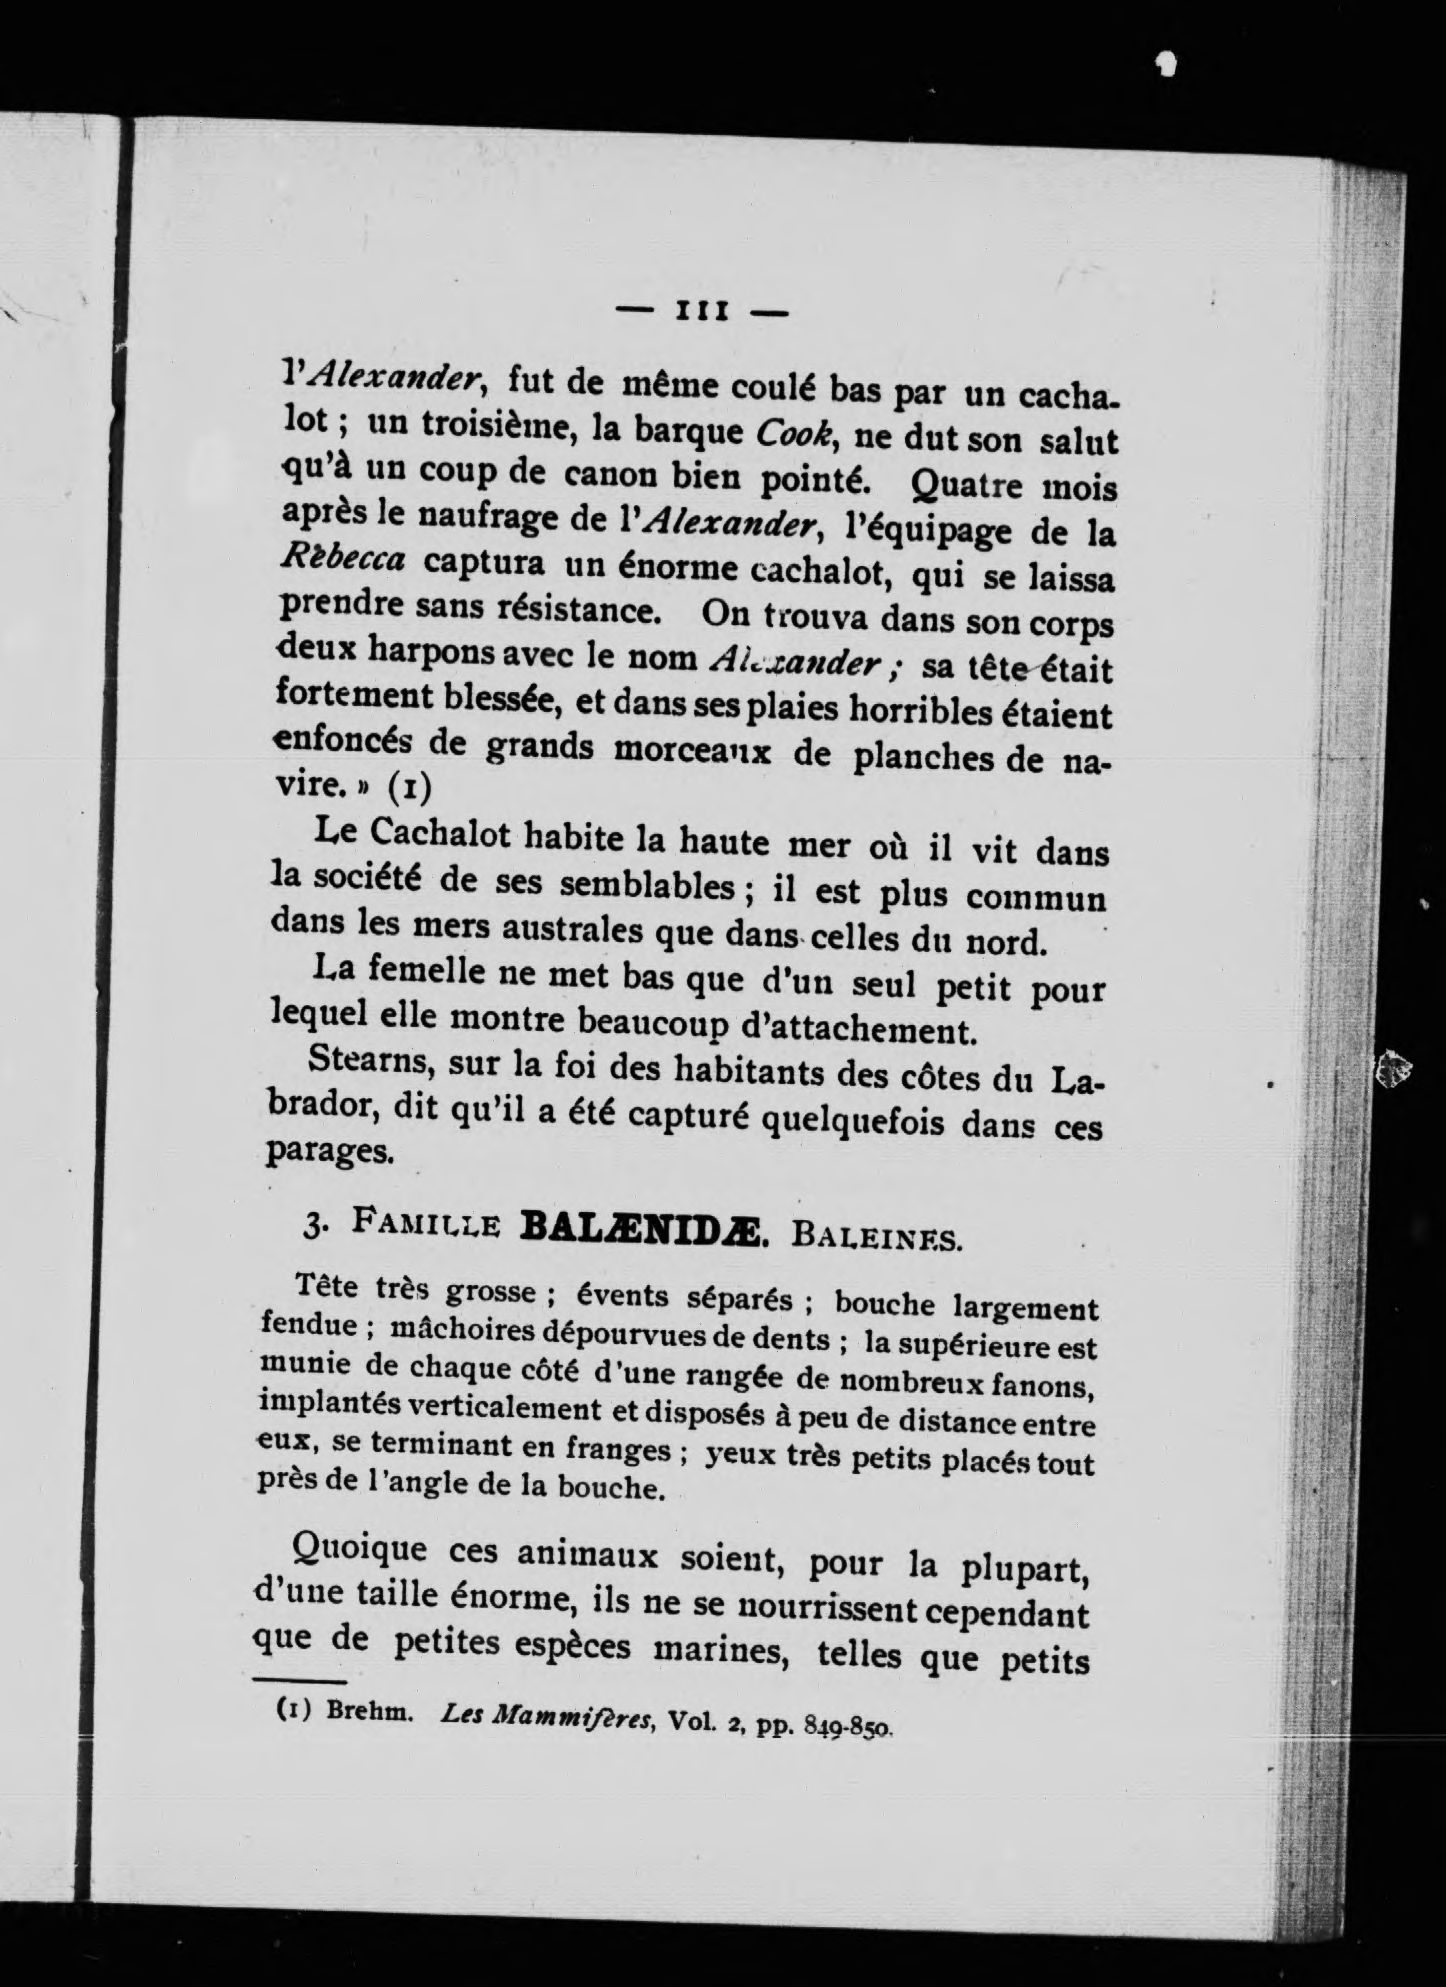 — 111 —
l'Alexander, fut de même coulé bas par un cacha-
lot ; un troisième, la barque Cook, ne dut son salut
qu'à un coup de canon bien pointé. Quatre mois
après le naufrage de l'Alexander, l'équipage de la
Rèbecca captura un énorme cachalot, qui se laissa
prendre sans résistance. On trouva dans son corps
deux harpons avec le nom Alexander ; sa tête était
fortement blessée, et dans ses plaies horribles étaient
enfoncés de grands morceaux de planches de na-
vire. » (1)
Le Cachalot habite la haute mer où il vit dans
la société de ses semblables ; il est plus commun
dans les mers australes que dans celles du nord.
La femelle ne met bas que d'un seul petit pour
lequel elle montre beaucoup d'attachement.
Stearns, sur la foi des habitants des côtes du La-
brador, dit qu'il a été capturé quelquefois dans ces
parages.
3. FAMILLE BALÆNIDÆ. BALEINES.
Tête très grosse ; évents séparés ; bouche largement
fendue ; mâchoires dépourvues de dents ; la supérieure est
munie de chaque côté d'une rangée de nombreux fanons,
implantés verticalement et disposés à peu de distance entre
eux, se terminant en franges ; yeux très petits placés tout
près de l'angle de la bouche.
Quoique ces animaux soient, pour la plupart,
d'une taille énorme, ils ne se nourrissent cependant
que de petites espèces marines, telles que petits
(1) Brehm. Les Mammifères, Vol. 2, pp. 849-850.